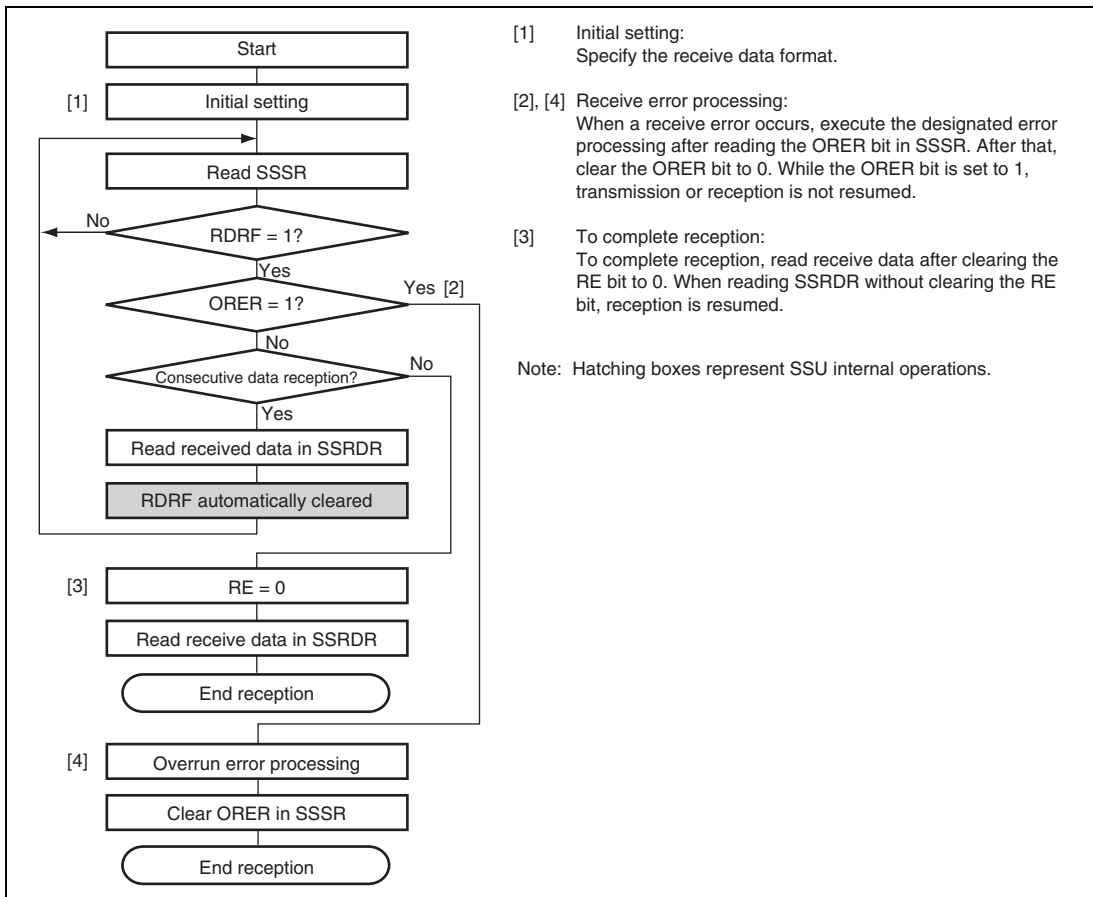 Start
[1] Initial setting
Read SSSR
No
RDRF = 1?
Yes
ORER = 1?
Yes [2]
No
Consecutive data reception?
No
Yes
Read received data in SSRDR
RDRF automatically cleared
[3] RE = 0
Read receive data in SSRDR
End reception
[4] Overrun error processing
Clear ORER in SSSR
End reception
[1] Initial setting:
Specify the receive data format.
[2], [4] Receive error processing:
When a receive error occurs, execute the designated error
processing after reading the ORER bit in SSSR. After that,
clear the ORER bit to 0. While the ORER bit is set to 1,
transmission or reception is not resumed.
[3] To complete reception:
To complete reception, read receive data after clearing the
RE bit to 0. When reading SSRDR without clearing the RE
bit, reception is resumed.
Note: Hatching boxes represent SSU internal operations.